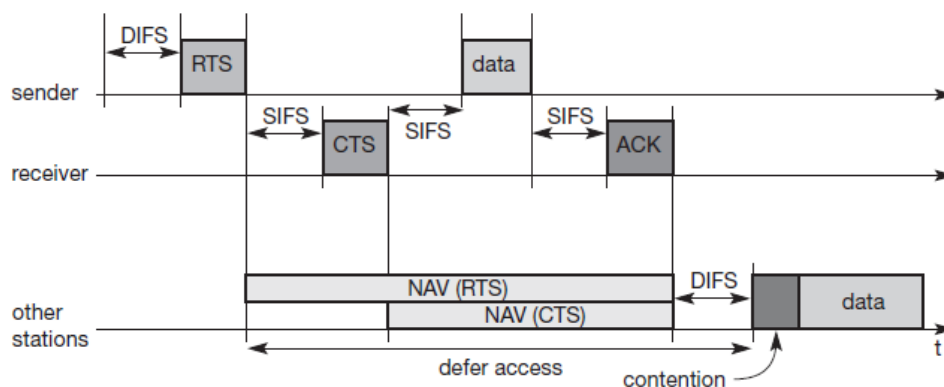 DIFS
RTS
data
sender
SIFS
SIFS
SIFS
CTS
ACK
receiver
NAV (RTS)
DIFS
NAV (CTS)
data
other
stations
defer access
t
contention